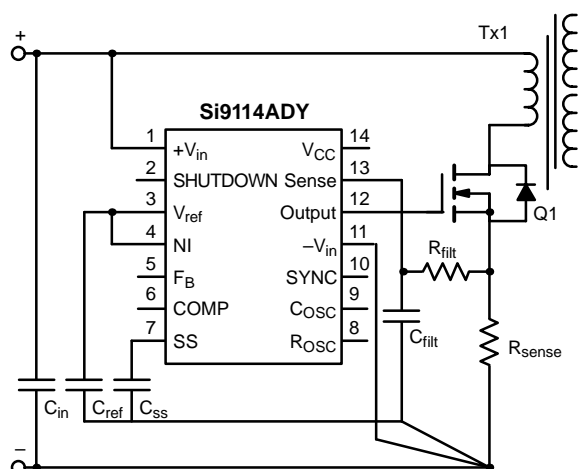 +
Tx1
Si9114ADY
1 +Vin VCC 14
2 SHUTDOWN Sense 13
3 Vref Output 12
4 NI –Vin 11
5 FB SYNC 10
6 COMP COSC 9
7 SS ROSC 8
Q1
Rfilt
Cfilt
Rsense
Cin Cref Css
–